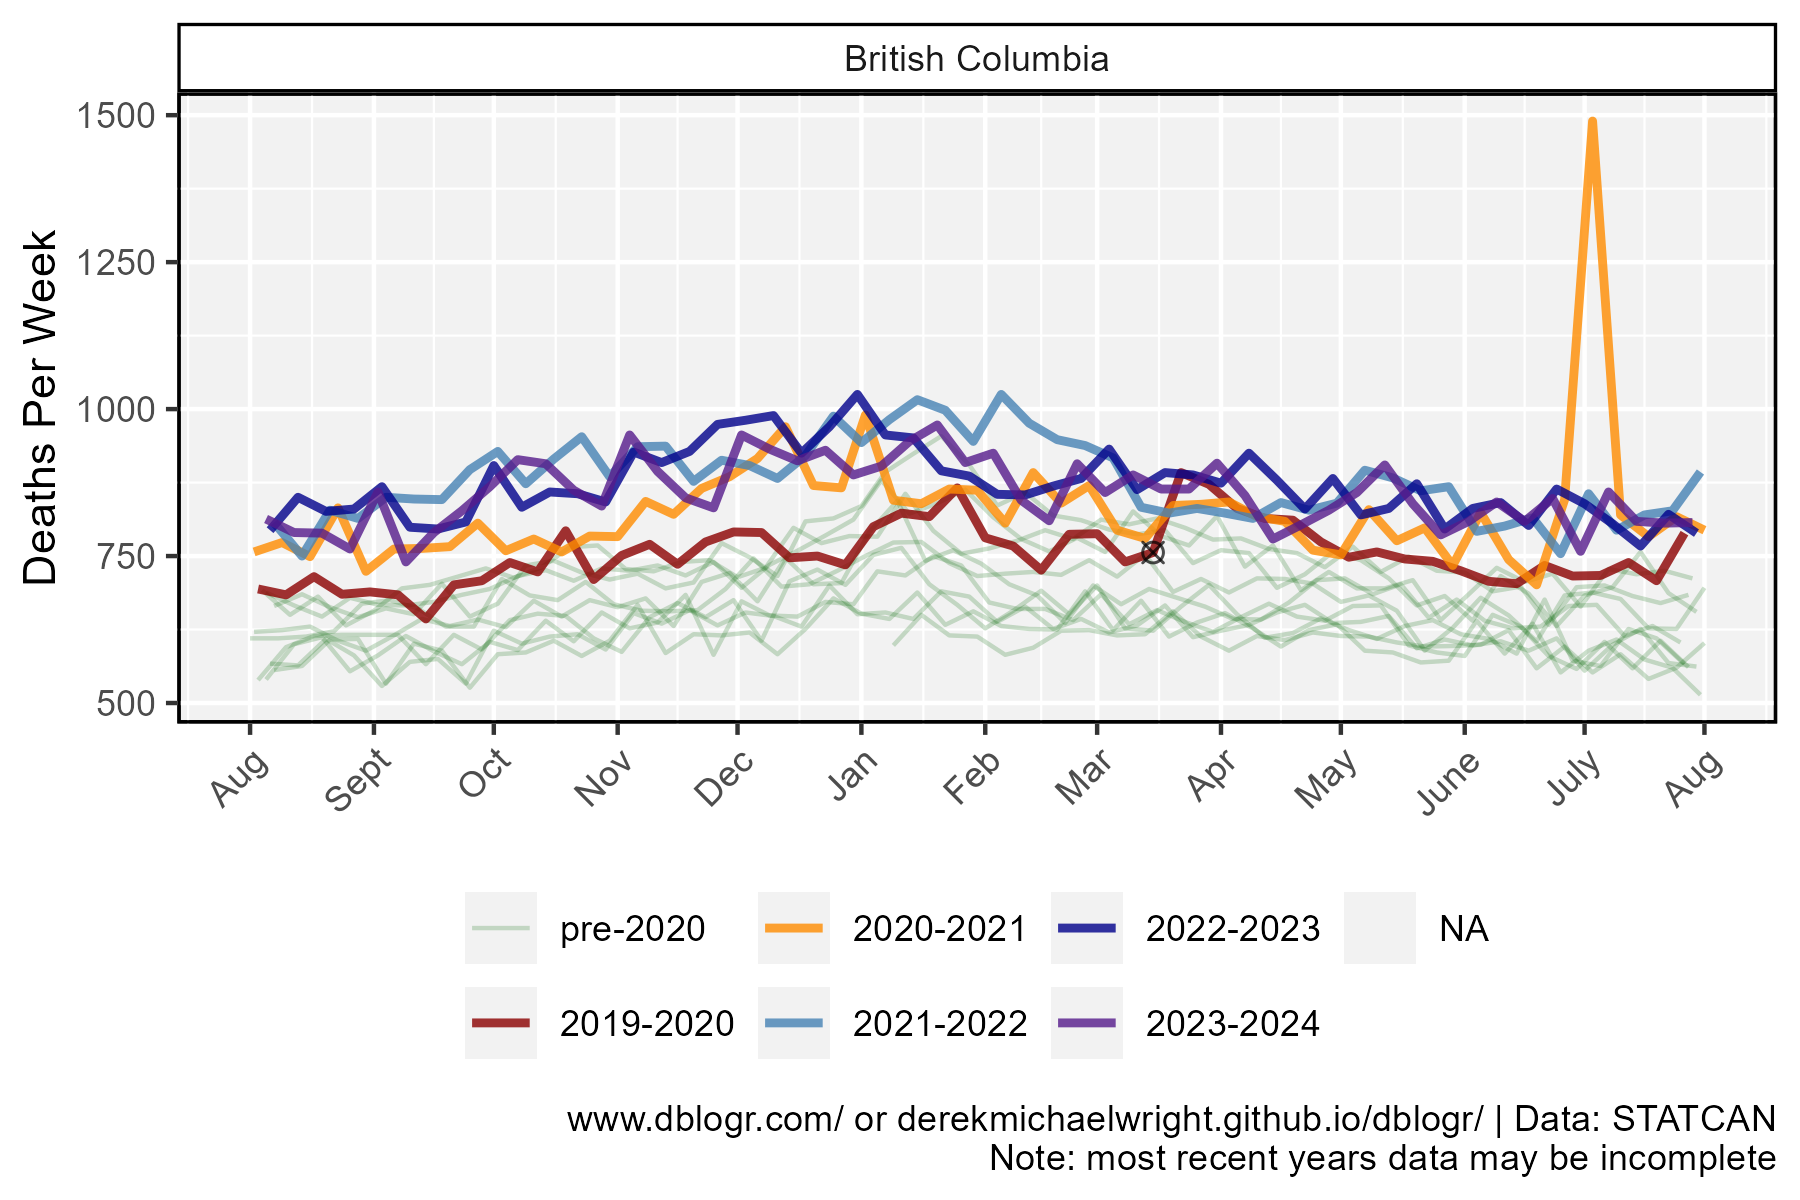 British Columbia
Deaths Per Week
1500
1250
1000
750
500
Aug
Sept
Oct
Nov
Dec
Jan
Feb
Mar
Apr
May
June
July
Aug
pre-2020
2020-2021
2022-2023
NA
2019-2020
2021-2022
2023-2024
www.dblogr.com/ or derekmichaelwright.github.io/dblogr/ | Data: STATCAN
Note: most recent years data may be incomplete